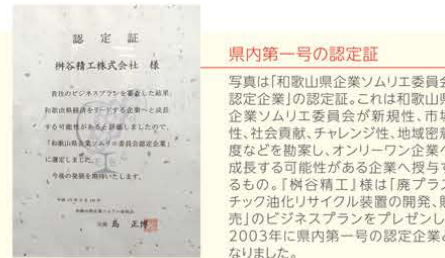 認定証
桝谷精工株式会社 様
貴社のビジネスプランを審査した結果
和歌山県経済をリードする企業へと成長
する可能性があると評価しましたので、
「和歌山県企業ソムリエ委員会認定企業」
に選定しました。
今後の発展を期待いたします。
県内第一号の認定証
写真は「和歌山県企業ソムリエ委員会
認定企業」の認定証。これは和歌山県
企業ソムリエ委員会が新規性、市場
性、社会貢献、チャレンジ性、地域密着
度などを勘案し、オンリーワン企業へ
成長する可能性がある企業へ授与す
るもの。『桝谷精工』様は「廃プラス
チック油化リサイクル装置の開発、販
売」のビジネスプランをプレゼンし、
2003年に県内第一号の認定企業と
なりました。